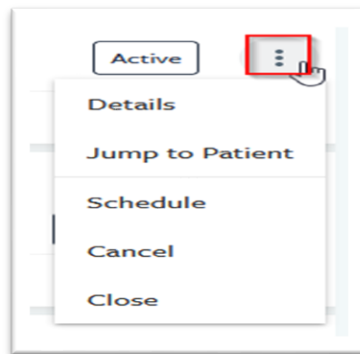 Active
Details
Jump to Patient
Schedule
Cancel
Close